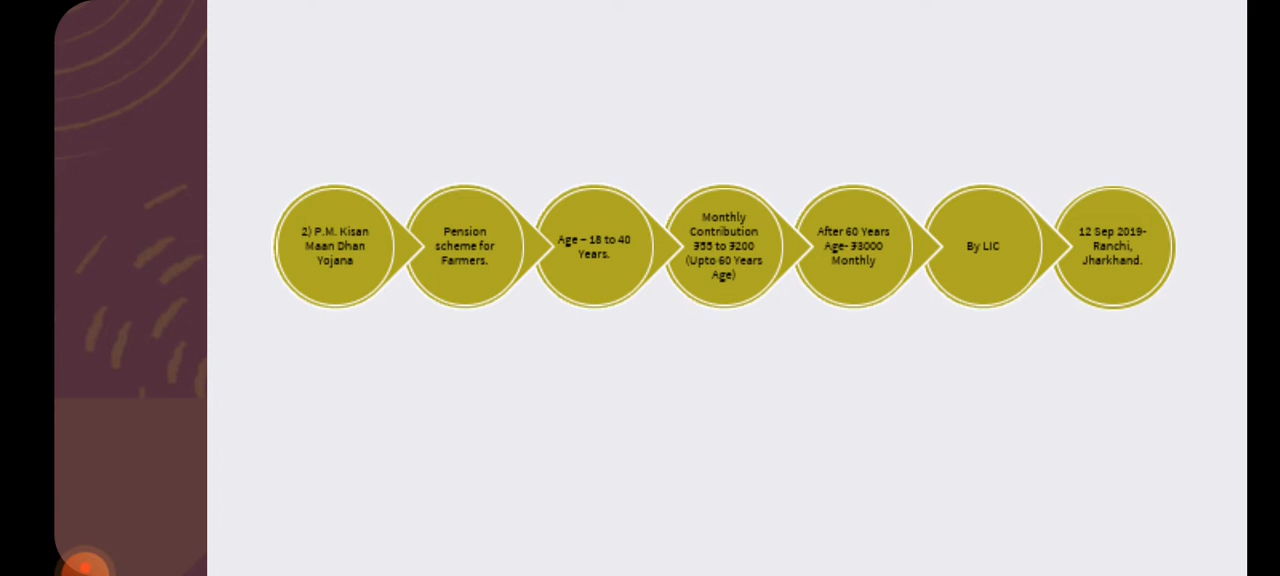 2) P.M. Kisan
Maan Dhan
Yojana
Pension
scheme for
Farmers.
Age – 18 to 40
Years.
Monthly
Contribution
₹55 to ₹200
(Upto 60 Years
Age)
After 60 Years
Age- ₹3000
Monthly
By LIC
12 Sep 2019-
Ranchi,
Jharkhand.